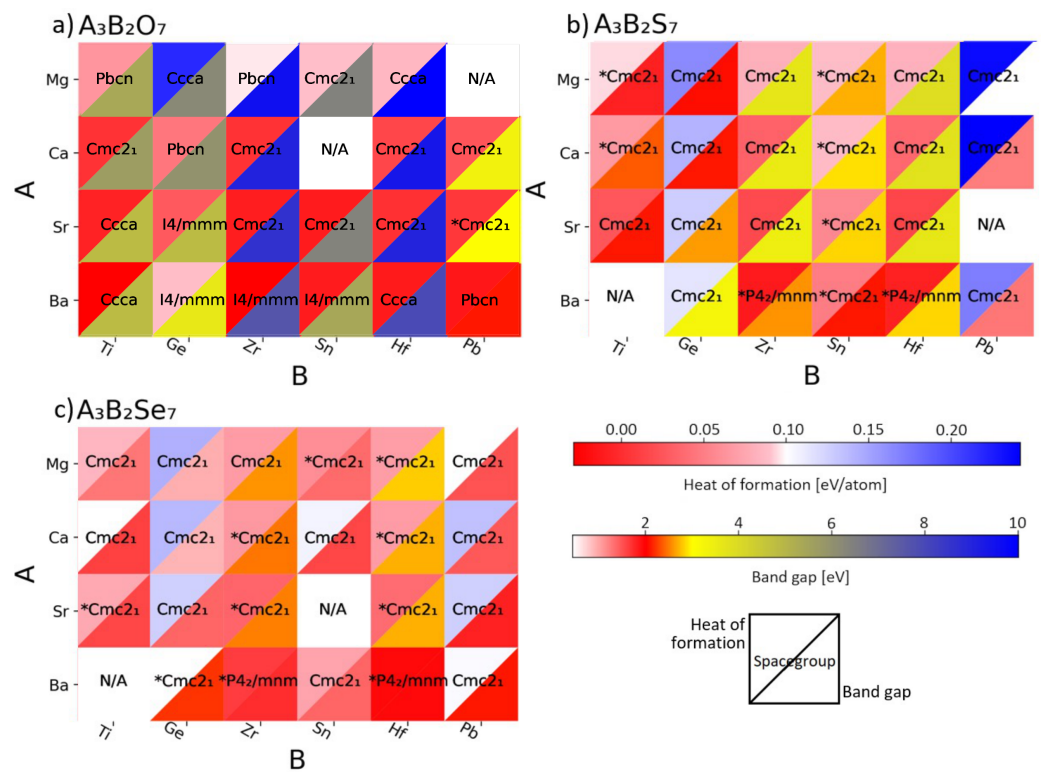 a) A₃B₂O₇
Mg Pbcn Ccca Pbcn Cmc2₁ Ccca N/A
Ca Cmc2₁ Pbcn Cmc2₁ N/A Cmc2₁ Cmc2₁
Sr Ccca I4/mmm Cmc2₁ Cmc2₁ Cmc2₁ *Cmc2₁
Ba Ccca I4/mmm I4/mmm I4/mmm Ccca Pbcn
A
Ti Ge Zr Sn Hf Pb
B
b) A₃B₂S₇
Mg *Cmc2₁ Cmc2₁ Cmc2₁ *Cmc2₁ Cmc2₁ Cmc2₁
Ca *Cmc2₁ Cmc2₁ Cmc2₁ *Cmc2₁ Cmc2₁ Cmc2₁
Sr Cmc2₁ Cmc2₁ Cmc2₁ *Cmc2₁ Cmc2₁ N/A
Ba N/A Cmc2₁ *P4₂/mnm *Cmc2₁ *P4₂/mnm Cmc2₁
A
Ti Ge Zr Sn Hf Pb
B
c) A₃B₂Se₇
Mg Cmc2₁ Cmc2₁ Cmc2₁ *Cmc2₁ *Cmc2₁ Cmc2₁
Ca Cmc2₁ Cmc2₁ *Cmc2₁ Cmc2₁ *Cmc2₁ Cmc2₁
Sr *Cmc2₁ Cmc2₁ *Cmc2₁ N/A *Cmc2₁ Cmc2₁
Ba N/A *Cmc2₁ *P4₂/mnm Cmc2₁ *P4₂/mnm Cmc2₁
A
Ti Ge Zr Sn Hf Pb
B
0.00 0.05 0.10 0.15 0.20
Heat of formation [eV/atom]
2 4 6 8 10
Band gap [eV]
Heat of
formation
Spacegroup
Band gap